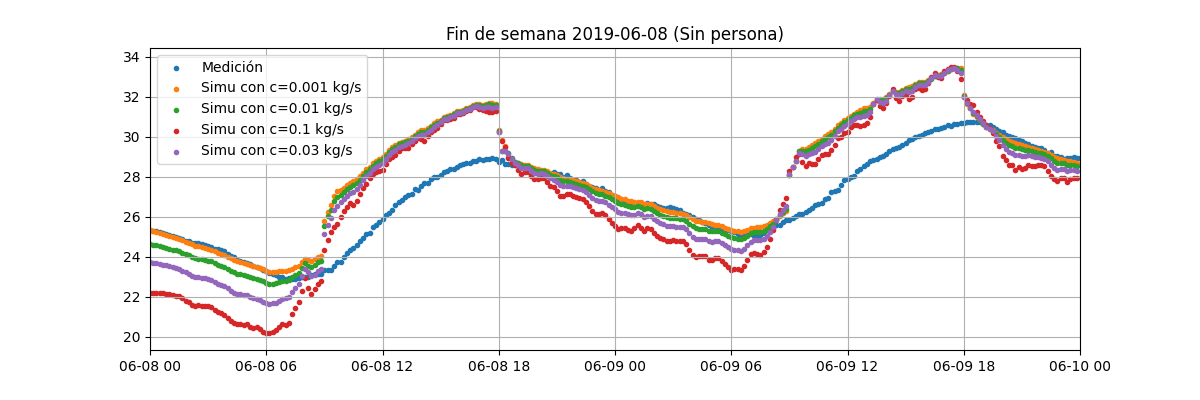 Fin de semana 2019-06-08 (Sin persona)
34
32
30
28
26
24
22
20
Medición
Simu con c=0.001 kg/s
Simu con c=0.01 kg/s
Simu con c=0.1 kg/s
Simu con c=0.03 kg/s
06-08 00
06-08 06
06-08 12
06-08 18
06-09 00
06-09 06
06-09 12
06-09 18
06-10 00